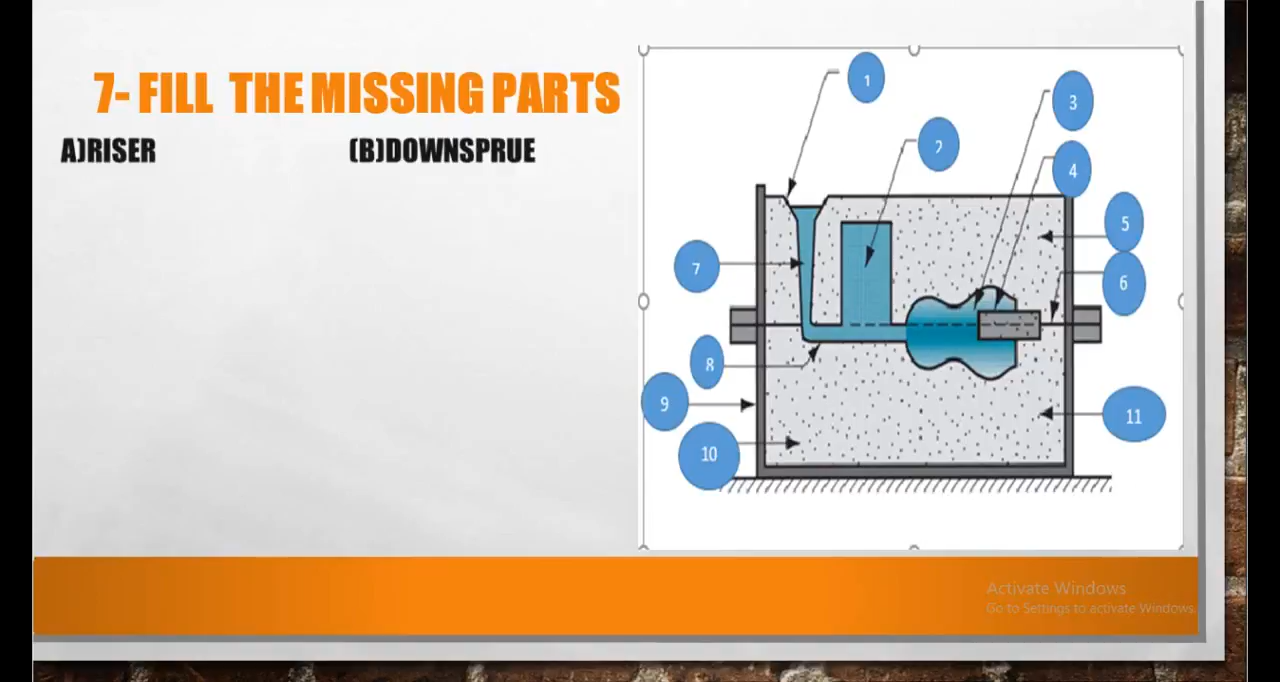 7- FILL THE MISSING PARTS
A)RISER (B)DOWNSPRUE
1
2
3
4
5
6
7
8
9
10
11
Activate Windows
Go to Settings to activate Windows.